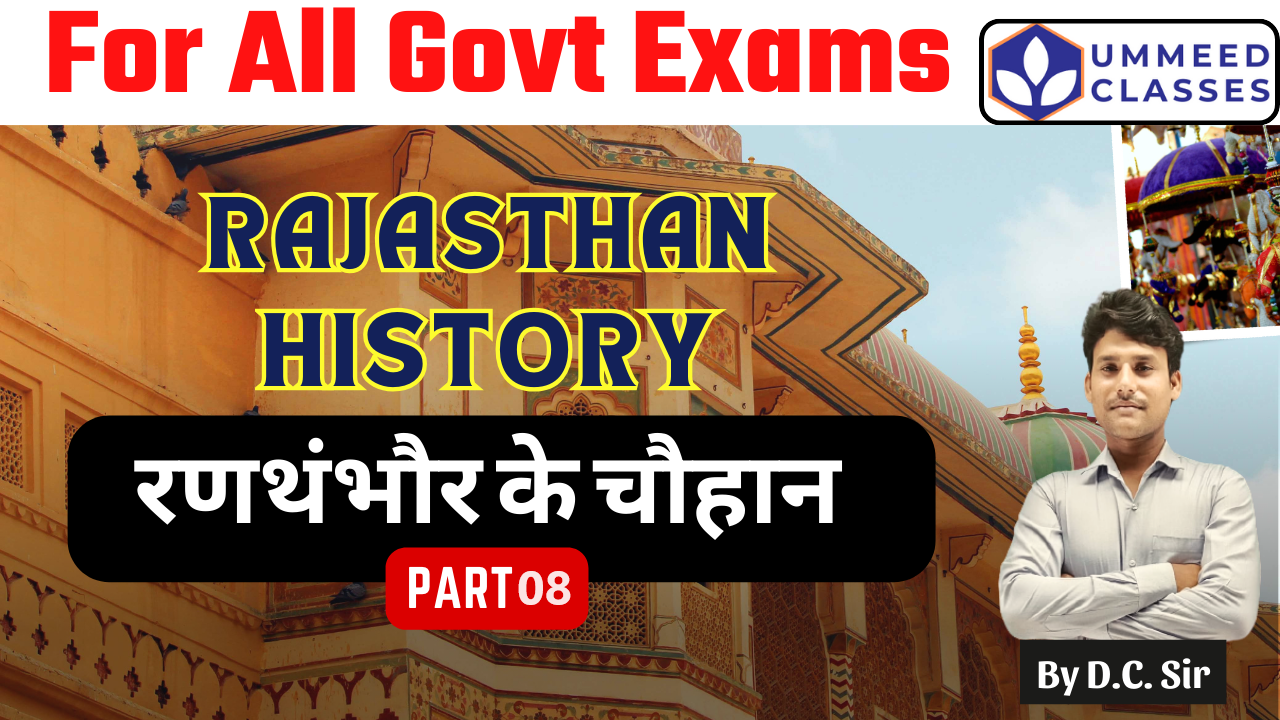 For All Govt Exams
UMMEED
CLASSES
RAJASTHAN
HISTORY
रणथंभौर के चौहान
PART 08
By D.C. Sir